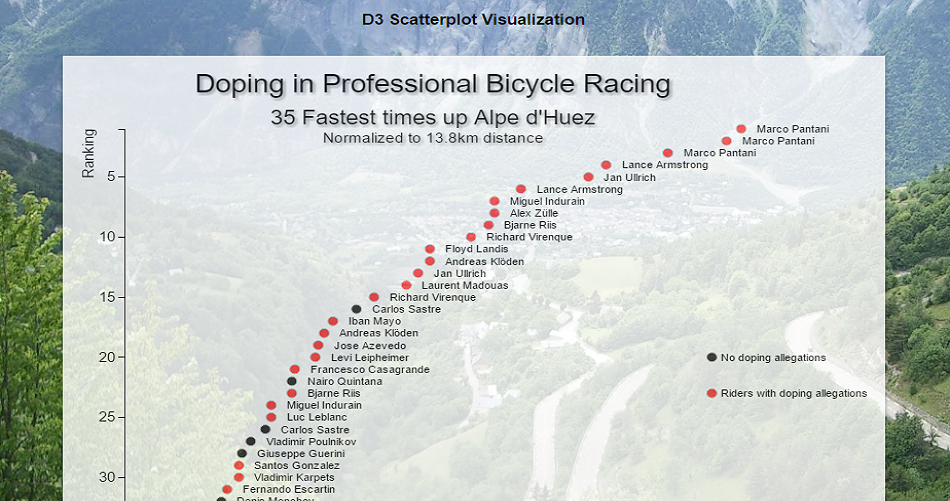 D3 Scatterplot Visualization
Doping in Professional Bicycle Racing
35 Fastest times up Alpe d'Huez
Normalized to 13.8km distance
Ranking
Marco Pantani
Marco Pantani
Marco Pantani
Lance Armstrong
5
Jan Ullrich
Lance Armstrong
Miguel Indurain
Alex Zülle
Bjarne Riis
10
Richard Virenque
Floyd Landis
Andreas Klöden
Jan Ullrich
Laurent Madouas
15
Richard Virenque
Carlos Sastre
Iban Mayo
Andreas Klöden
Jose Azevedo
20
Levi Leipheimer
No doping allegations
Francesco Casagrande
Nairo Quintana
Bjarne Riis
Riders with doping allegations
Miguel Indurain
25
Luc Leblanc
Carlos Sastre
Vladimir Poulnikov
Giuseppe Guerini
Santos Gonzalez
30
Vladimir Karpets
Fernando Escartin